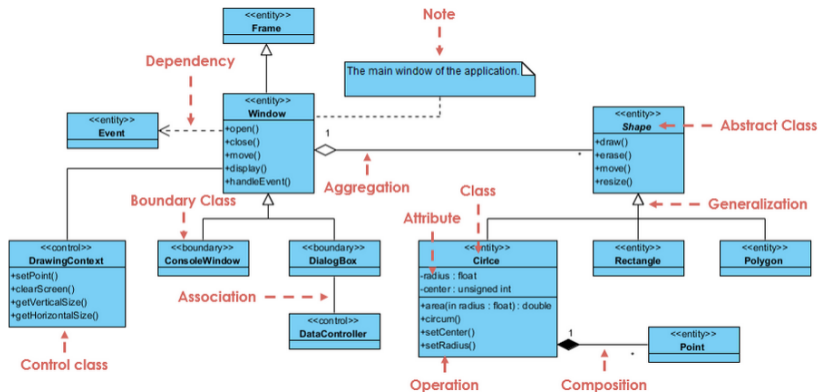 <<entity>>
Frame
Note
Dependency
The main window of the application.
<<entity>>
Window
+open()
+close()
+move()
+display()
+handleEvent()
<<entity>>
Event
1
*
Aggregation
<<entity>>
Shape
+draw()
+erase()
+move()
+resize()
Abstract Class
Generalization
Boundary Class
Class
Attribute
<<control>>
DrawingContext
+setPoint()
+clearScreen()
+getVerticalSize()
+getHorizontalSize()
Control class
<<boundary>>
ConsoleWindow
<<boundary>>
DialogBox
Association
<<control>>
DataController
<<entity>>
Cirlce
-radius : float
-center : unsigned int
+area(in radius : float) : double
+circum()
+setCenter()
+setRadius()
Operation
<<entity>>
Rectangle
<<entity>>
Polygon
1
*
Composition
<<entity>>
Point